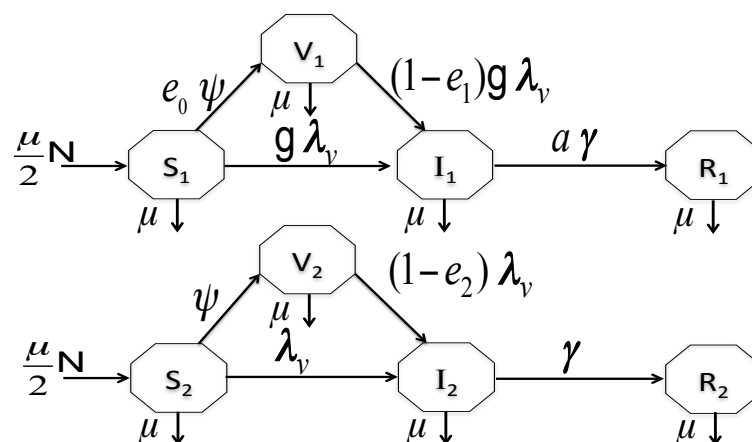 V₁
e₀ ψ
μ
(1−e₁)g λᵥ
μ/2 N
S₁
g λᵥ
I₁
a γ
R₁
μ
μ
μ
V₂
ψ
μ
(1−e₂) λᵥ
μ/2 N
S₂
λᵥ
I₂
γ
R₂
μ
μ
μ